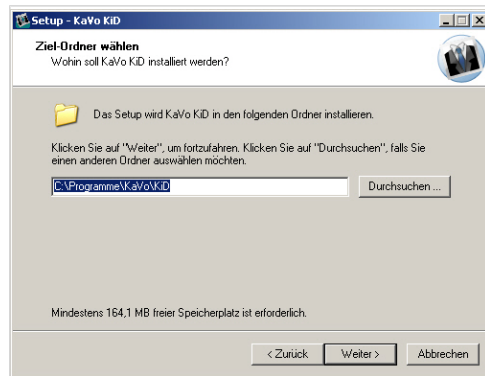 Setup - KaVo KiD
Ziel-Ordner wählen
Wohin soll KaVo KiD installiert werden?
Das Setup wird KaVo KiD in den folgenden Ordner installieren.
Klicken Sie auf "Weiter", um fortzufahren. Klicken Sie auf "Durchsuchen", falls Sie
einen anderen Ordner auswählen möchten.
C:\Programme\KaVo\KiD
Durchsuchen ...
Mindestens 164,1 MB freier Speicherplatz ist erforderlich.
< Zurück
Weiter >
Abbrechen